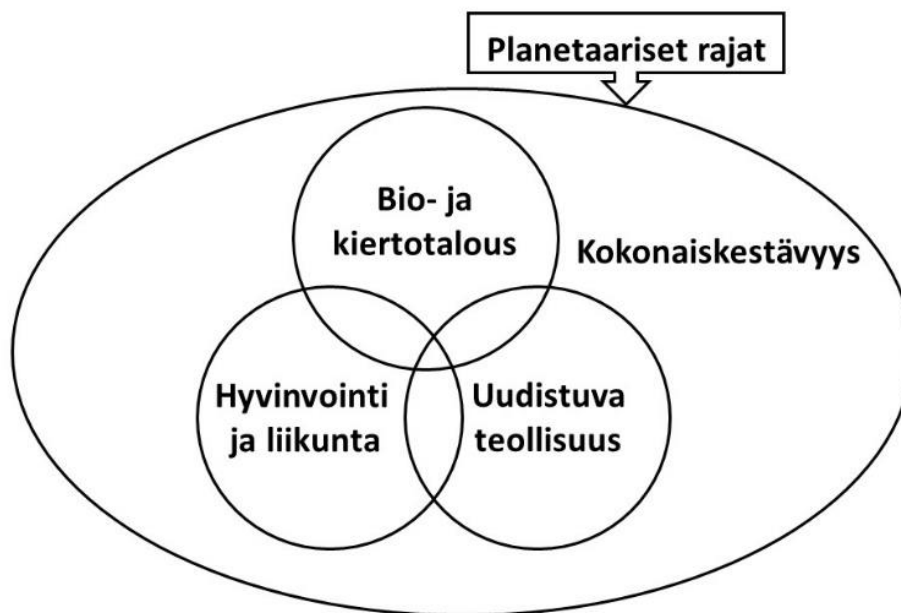 Planetaariset rajat
Bio- ja
kiertotalous
Kokonaiskestävyys
Hyvinvointi
ja liikunta
Uudistuva
teollisuus